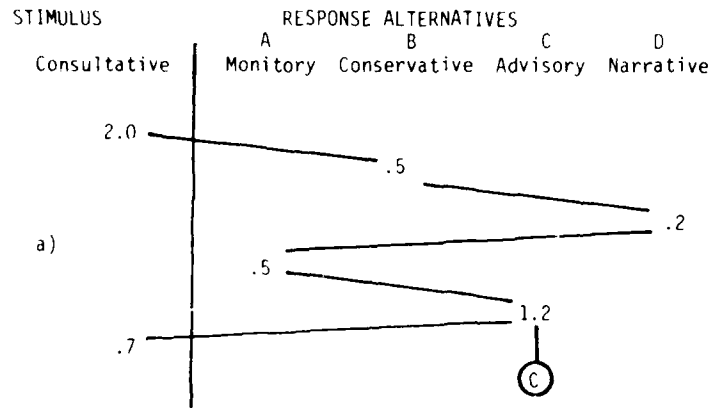 STIMULUS RESPONSE ALTERNATIVES
A B C D
Consultative Monitory Conservative Advisory Narrative
2.0
.5
.2
a)
.5
1.2
.7
C